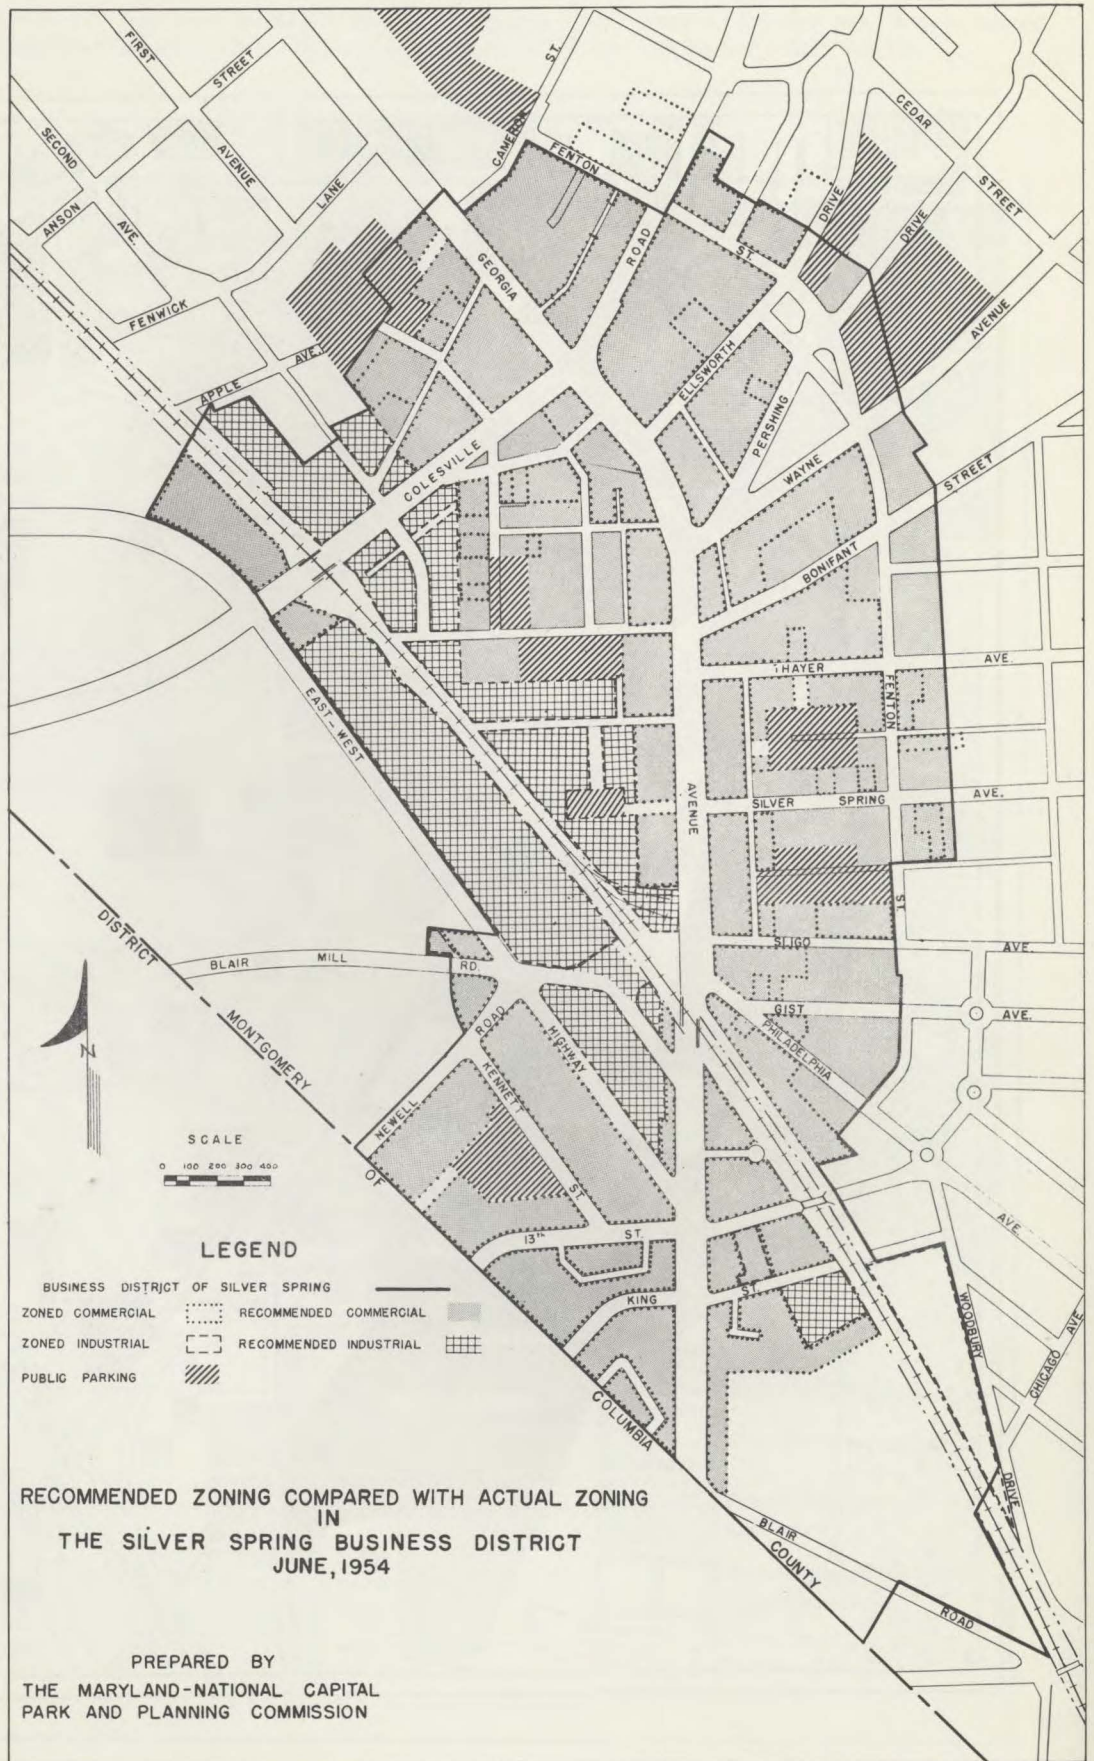 FIRST
STREET
ST.
SECOND
AVENUE
LANE
CAMERON
FENTON
CEDAR
STREET
ANSON
AVE.
DRIVE
DRIVE
ROAD
ST.
GEORGIA
FENWICK
AVENUE
AVE.
APPLE
ELLSWORTH
PERSHING
COLESVILLE
WAYNE
STREET
BONIFANT
THAYER
AVE.
FENTON
EAST-WEST
AVENUE
SILVER SPRING
AVE.
ST.
DISTRICT
BLAIR MILL RD.
SLIGO
AVE.
GIST
AVE.
PHILADELPHIA
N
MONTGOMERY
ROAD
HIGHWAY
KENNETT
NEWELL
SCALE
0 100 200 300 400
OF
ST.
13TH ST.
AVE.
LEGEND
BUSINESS DISTRICT OF SILVER SPRING
ZONED COMMERCIAL
RECOMMENDED COMMERCIAL
ZONED INDUSTRIAL
RECOMMENDED INDUSTRIAL
PUBLIC PARKING
KING ST.
WOODBURY
CHICAGO AVE.
COLUMBIA
DRIVE
RECOMMENDED ZONING COMPARED WITH ACTUAL ZONING
IN
THE SILVER SPRING BUSINESS DISTRICT
JUNE, 1954
BLAIR
COUNTY
ROAD
PREPARED BY
THE MARYLAND-NATIONAL CAPITAL
PARK AND PLANNING COMMISSION